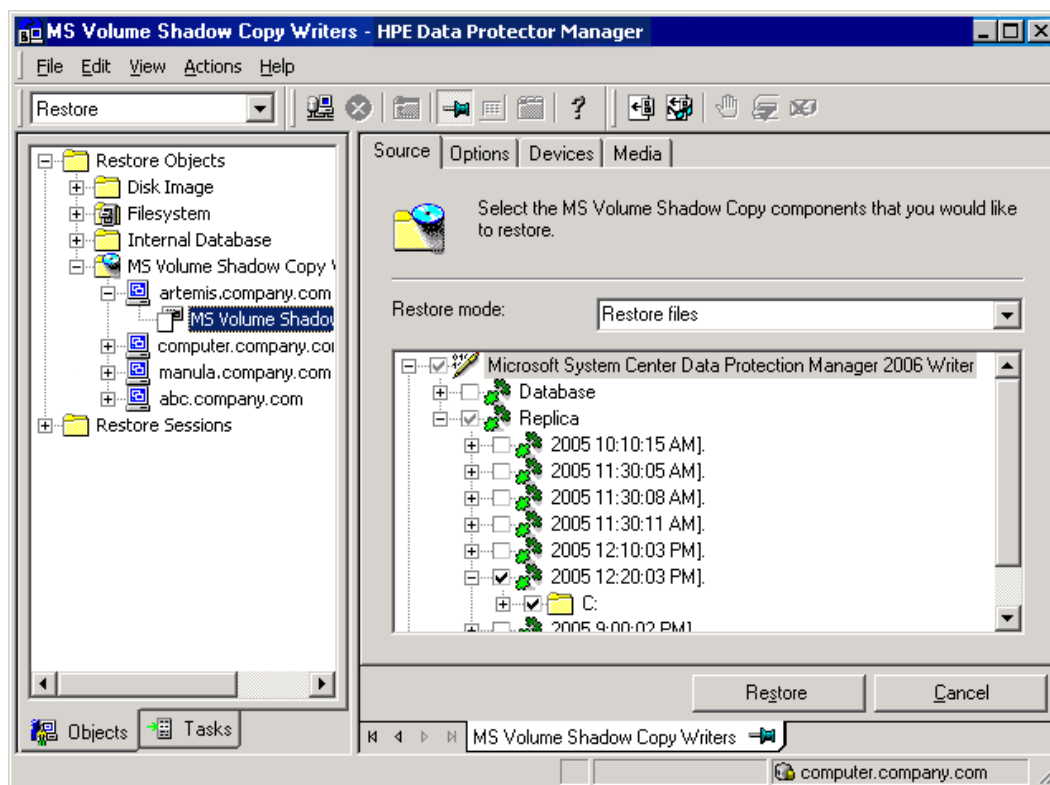 MS Volume Shadow Copy Writers - HPE Data Protector Manager
File Edit View Actions Help
Restore
Restore Objects
Disk Image
Filesystem
Internal Database
MS Volume Shadow Copy
artemis.company.com
MS Volume Shadow
computer.company.com
manula.company.com
abc.company.com
Restore Sessions
Objects Tasks
Source Options Devices Media
Select the MS Volume Shadow Copy components that you would like
to restore.
Restore mode: Restore files
Microsoft System Center Data Protection Manager 2006 Writer
Database
Replica
2005 10:10:15 AM].
2005 11:30:05 AM].
2005 11:30:08 AM].
2005 11:30:11 AM].
2005 12:10:03 PM].
2005 12:20:03 PM].
C:
2005 9:00:02 PM]
Restore Cancel
MS Volume Shadow Copy Writers
computer.company.com